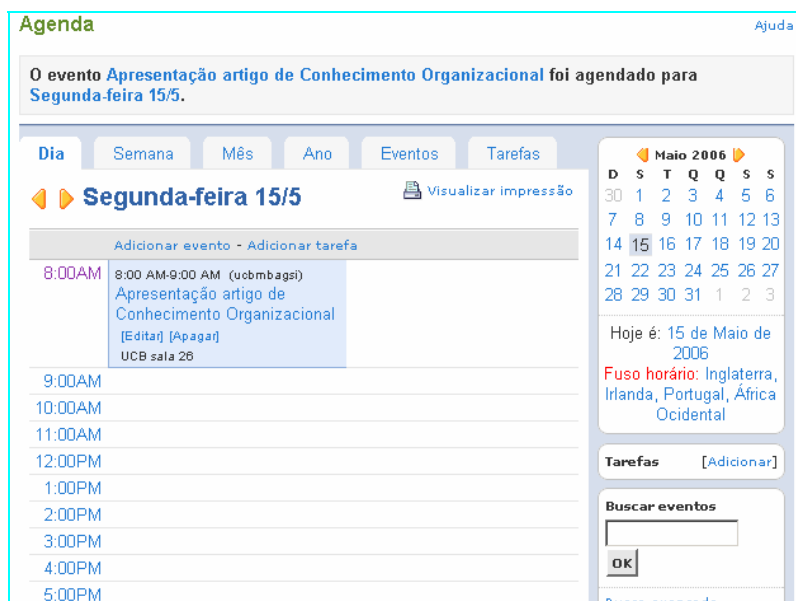 Agenda
Ajuda
O evento Apresentação artigo de Conhecimento Organizacional foi agendado para
Segunda-feira 15/5.
Dia Semana Mês Ano Eventos Tarefas
Segunda-feira 15/5
Visualizar impressão
Adicionar evento - Adicionar tarefa
8:00AM
8:00 AM-9:00 AM (ucbmbagsi)
Apresentação artigo de
Conhecimento Organizacional
[Editar] [Apagar]
UCB sala 26
9:00AM
10:00AM
11:00AM
12:00PM
1:00PM
2:00PM
3:00PM
4:00PM
5:00PM
Maio 2006
D S T Q Q S S
30 1 2 3 4 5 6
7 8 9 10 11 12 13
14 15 16 17 18 19 20
21 22 23 24 25 26 27
28 29 30 31 1 2 3
Hoje é: 15 de Maio de
2006
Fuso horário: Inglaterra,
Irlanda, Portugal, África
Ocidental
Tarefas [Adicionar]
Buscar eventos
OK